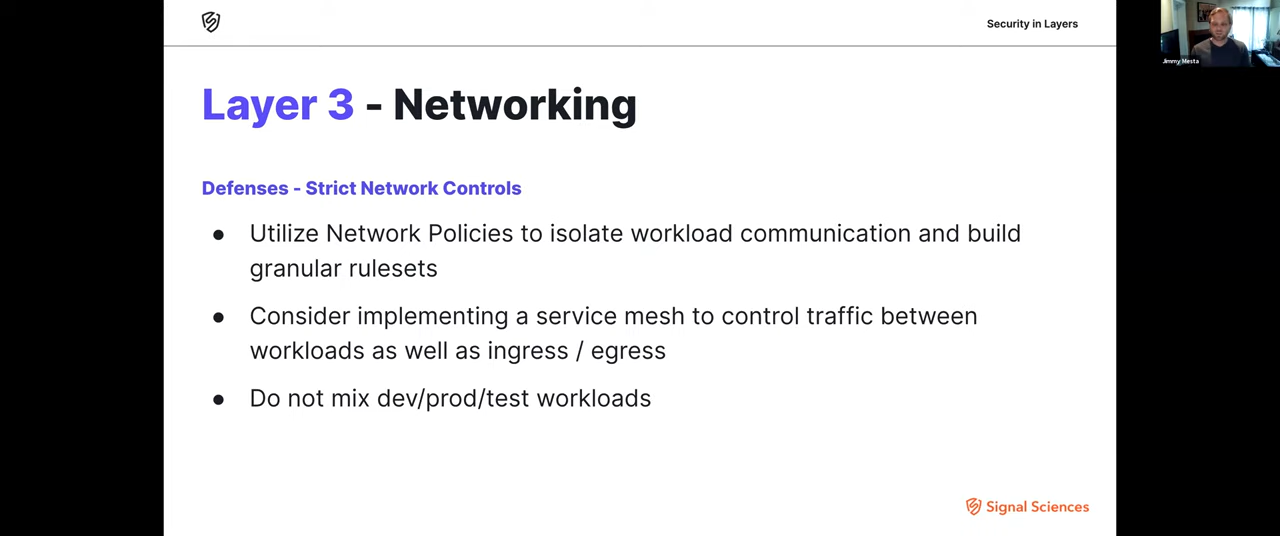 Security in Layers
Jimmy Mesta
Layer 3 - Networking
Defenses - Strict Network Controls
● Utilize Network Policies to isolate workload communication and build
granular rulesets
● Consider implementing a service mesh to control traffic between
workloads as well as ingress / egress
● Do not mix dev/prod/test workloads
Signal Sciences